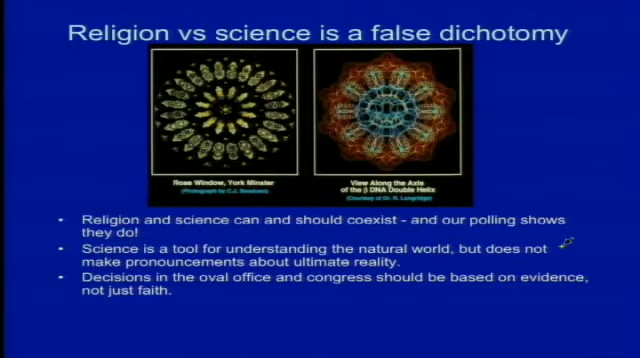 Religion vs science is a false dichotomy
Rose Window, York Minster
View Along the Axis
of the β DNA Double Helix
(Courtesy of Dr. R. Langridge)
• Religion and science can and should coexist - and our polling shows
they do!
• Science is a tool for understanding the natural world, but does not
make pronouncements about ultimate reality.
• Decisions in the oval office and congress should be based on evidence,
not just faith.